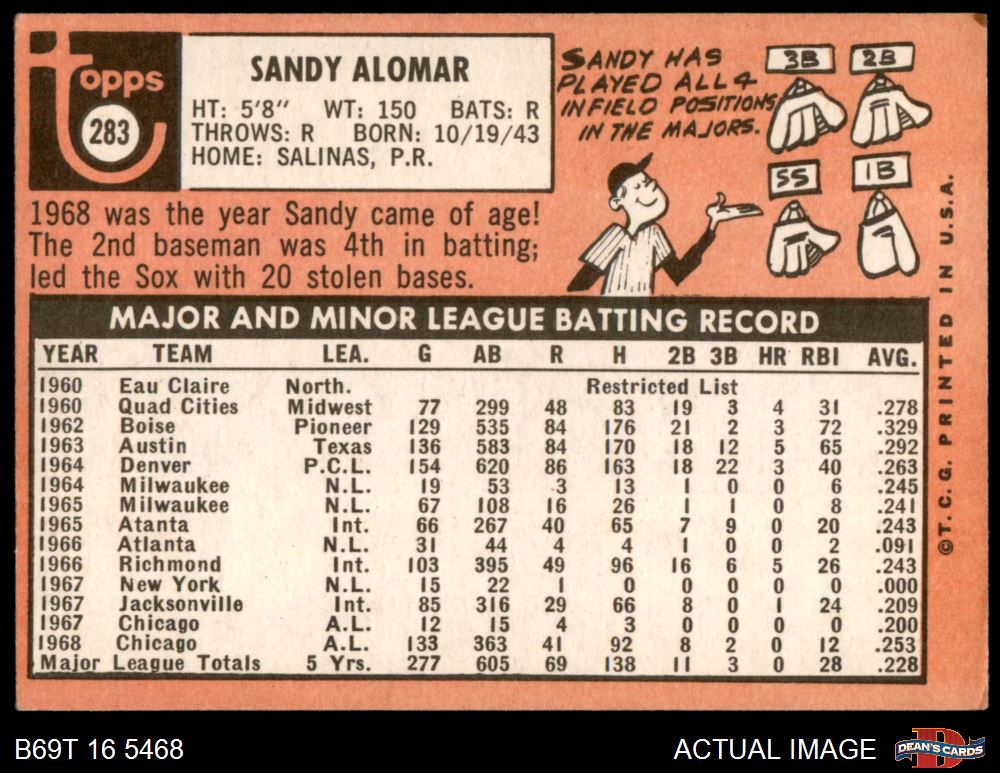 topps
283
SANDY ALOMAR
HT: 5'8" WT: 150 BATS: R
THROWS: R BORN: 10/19/43
HOME: SALINAS, P.R.
SANDY HAS
PLAYED ALL 4
INFIELD POSITIONS
IN THE MAJORS.
3B 2B
SS 1B
1968 was the year Sandy came of age!
The 2nd baseman was 4th in batting;
led the Sox with 20 stolen bases.
MAJOR AND MINOR LEAGUE BATTING RECORD
YEAR TEAM LEA. G AB R H 2B 3B HR RBI AVG.
1960 Eau Claire North. Restricted List
1960 Quad Cities Midwest 77 299 48 83 19 3 4 31 .278
1962 Boise Pioneer 129 535 84 176 21 2 3 72 .329
1963 Austin Texas 136 583 84 170 18 12 5 65 .292
1964 Denver P.C.L. 154 620 86 163 18 22 3 40 .263
1964 Milwaukee N.L. 19 53 3 13 1 0 0 6 .245
1965 Milwaukee N.L. 67 108 16 26 1 1 0 8 .241
1965 Atanta Int. 66 267 40 65 7 9 0 20 .243
1966 Atlanta N.L. 31 44 4 4 1 0 0 2 .091
1966 Richmond Int. 103 395 49 96 16 6 5 26 .243
1967 New York N.L. 15 22 1 0 0 0 0 0 .000
1967 Jacksonville Int. 85 316 29 66 8 0 1 24 .209
1967 Chicago A.L. 12 15 4 3 0 0 0 0 .200
1968 Chicago A.L. 133 363 41 92 8 2 0 12 .253
Major League Totals 5 Yrs. 277 605 69 138 11 3 0 28 .228
©T.C.G. PRINTED IN U.S.A.
B69T 16 5468
ACTUAL IMAGE
D
DEAN'S CARDS